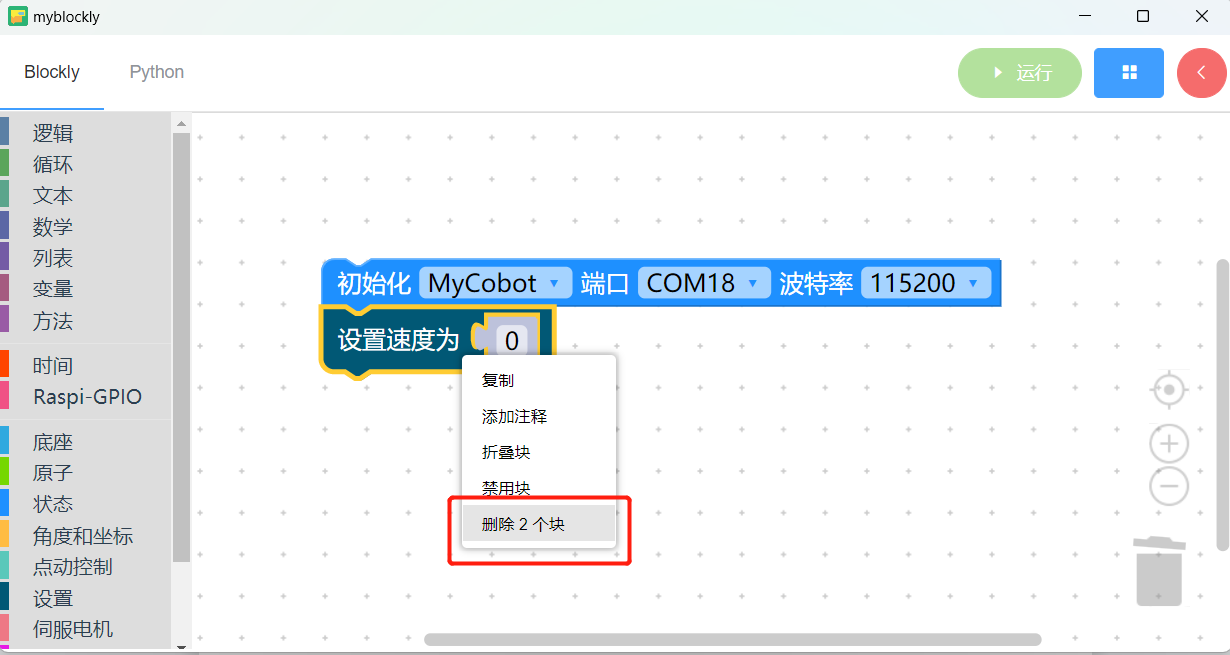 myblockly
Blockly Python
运行
逻辑
循环
文本
数学
列表
变量
方法
时间
Raspi-GPIO
底座
原子
状态
角度和坐标
点动控制
设置
伺服电机
初始化 MyCobot 端口 COM18 波特率 115200
设置速度为 0
复制
添加注释
折叠块
禁用块
删除 2 个块